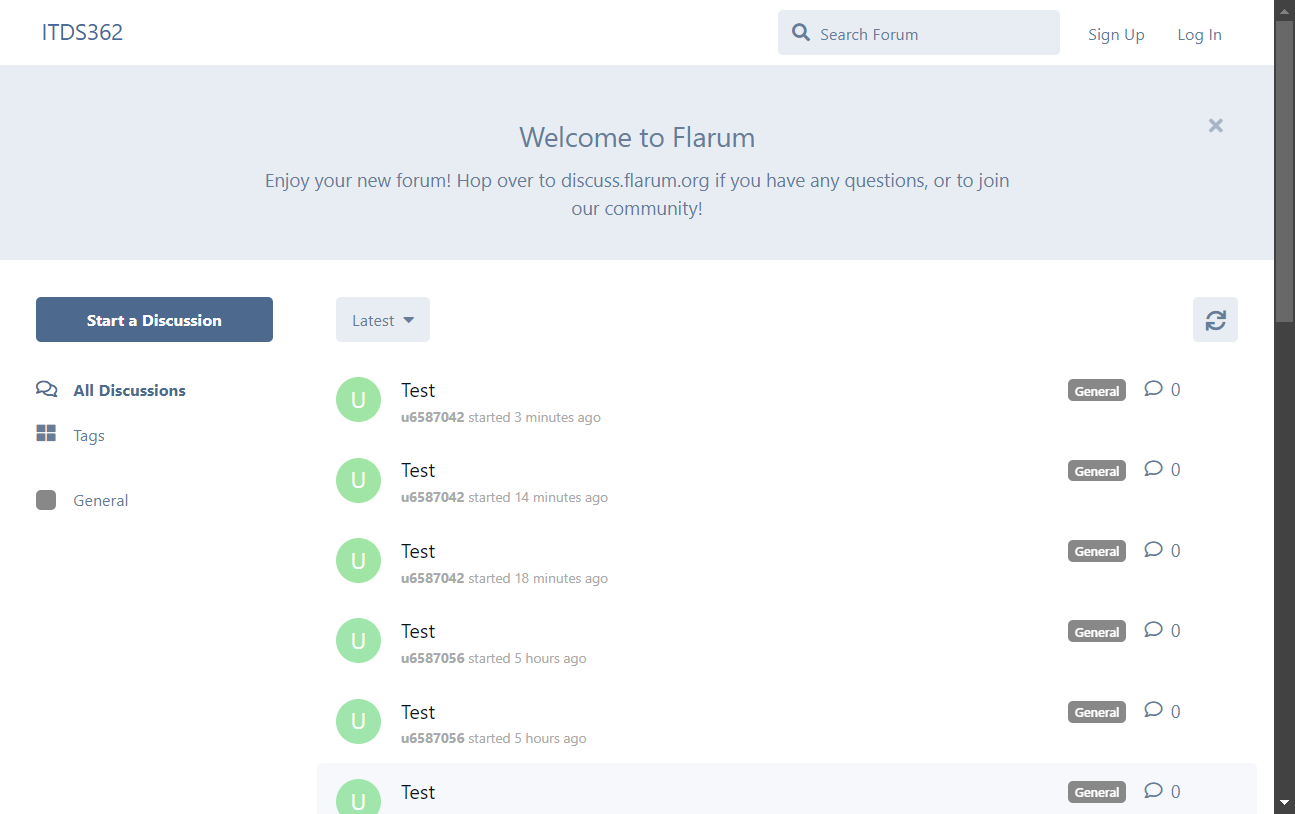 ITDS362
Search Forum
Sign Up
Log In
Welcome to Flarum
Enjoy your new forum! Hop over to discuss.flarum.org if you have any questions, or to join
our community!
Start a Discussion
Latest
All Discussions
Tags
General
U
Test
General
0
u6587042 started 3 minutes ago
U
Test
General
0
u6587042 started 14 minutes ago
U
Test
General
0
u6587042 started 18 minutes ago
U
Test
General
0
u6587056 started 5 hours ago
U
Test
General
0
u6587056 started 5 hours ago
U
Test
General
0